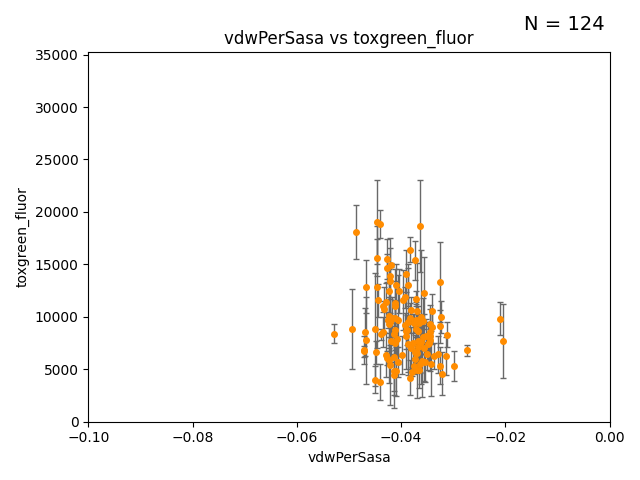 N = 124
vdwPerSasa vs toxgreen_fluor
35000
30000
25000
20000
15000
10000
5000
0
toxgreen_fluor
−0.10 −0.08 −0.06 −0.04 −0.02 0.00
vdwPerSasa